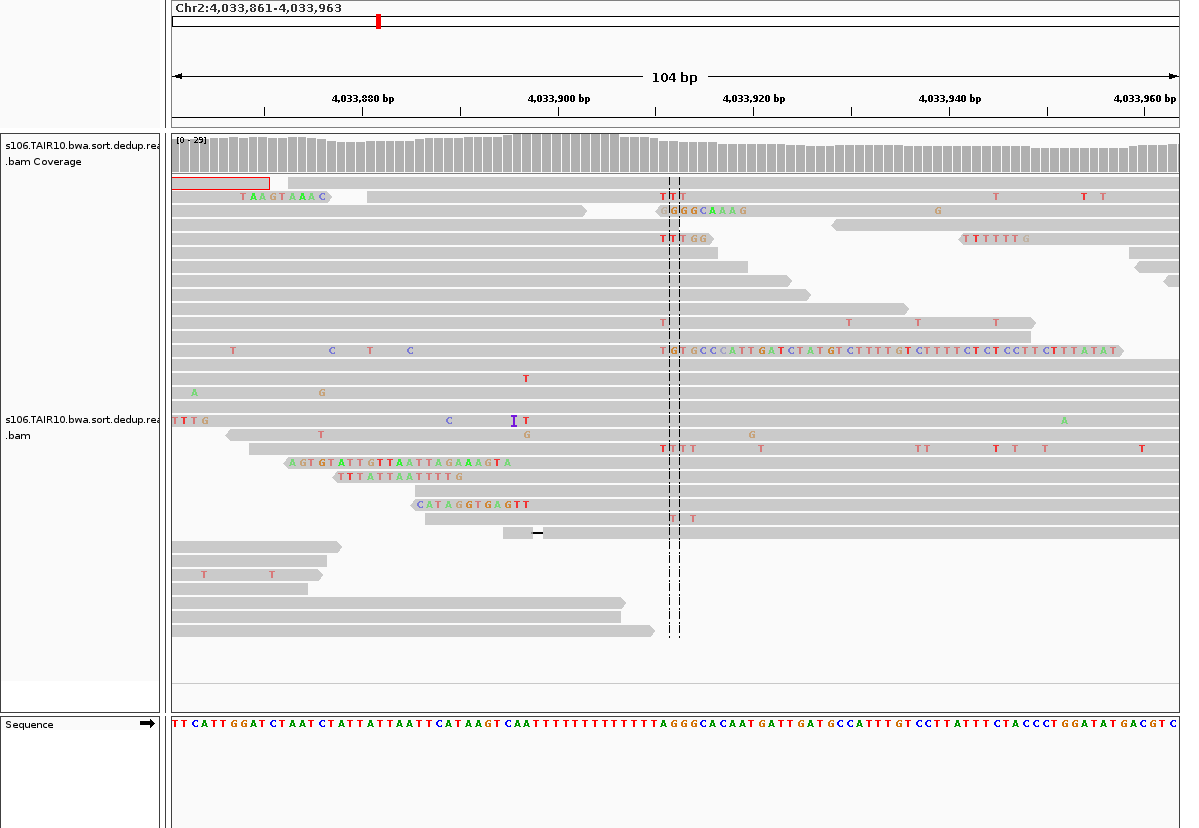 Chr2:4,033,861-4,033,963
104 bp
4,033,880 bp 4,033,900 bp 4,033,920 bp 4,033,940 bp 4,033,960 bp
s106.TAIR10.bwa.sort.dedup.rea
.bam Coverage
[0 - 29]
T A A G T A A A C T T T T T T
G G G G C A A A G G
T T T G G T T T T T T G
T T T T
T C T C T G T G C C C A T T G A T C T A T G T C T T T T G T C T T T T C T C T C C T T C T T T A T A T
T
A G
s106.TAIR10.bwa.sort.dedup.rea
.bam
T T T G C I T A
T G G
T T T T T T T T T T T
A G T G T A T T G T T A A T T A G A A A G T A
T T T A T T A A T T T T G
C A T A G G T G A G T T
T T
T T
Sequence
T T C A T T G G A T C T A A T C T A T T A T T A A T T C A T A A G T C A A T T T T T T T T T T T T T A G G G C A C A A T G A T T G A T G C C A T T T G T C C T T A T T T C T A C C C T G G A T A T G A C G T C